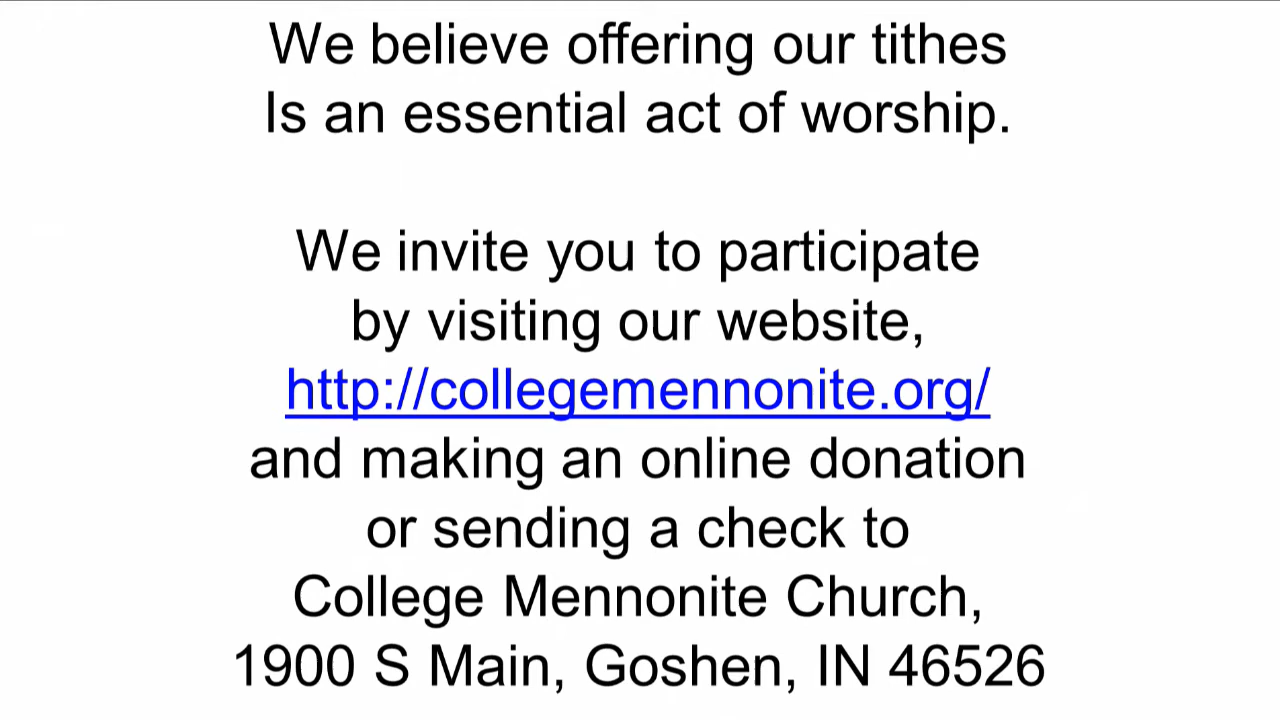 We believe offering our tithes
Is an essential act of worship.
We invite you to participate
by visiting our website,
http://collegemennonite.org/
and making an online donation
or sending a check to
College Mennonite Church,
1900 S Main, Goshen, IN 46526